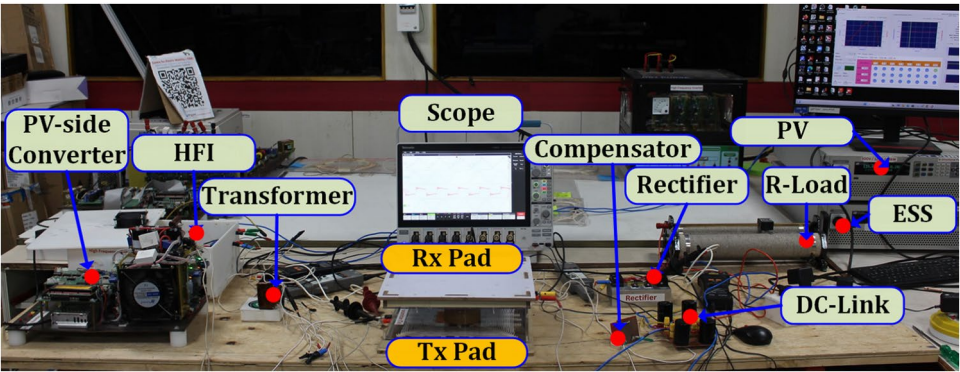 Scope
PV-side
Converter
HFI
Transformer
Compensator
PV
Rectifier
R-Load
ESS
Rx Pad
Rectifier
DC-Link
Tx Pad